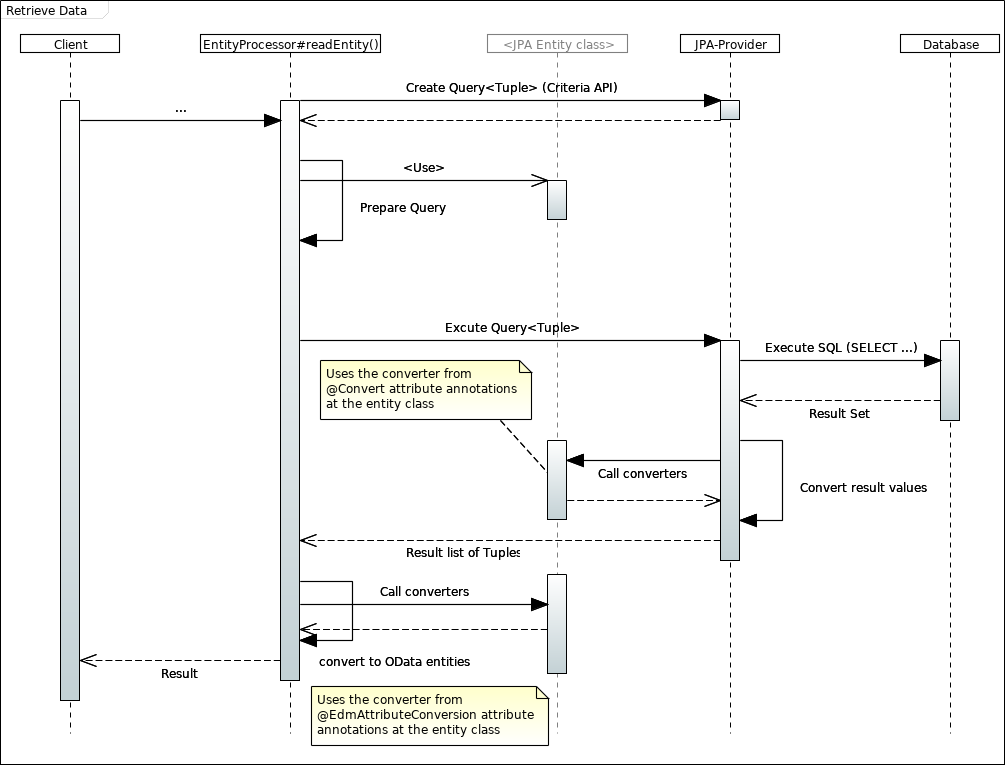 Retrieve Data
Client
EntityProcessor#readEntity()
<JPA Entity class>
JPA-Provider
Database
Create Query<Tuple> (Criteria API)
...
<Use>
Prepare Query
Excute Query<Tuple>
Execute SQL (SELECT ...)
Uses the converter from
@Convert attribute annotations
at the entity class
Result Set
Call converters
Convert result values
Result list of Tuples
Call converters
convert to OData entities
Result
Uses the converter from
@EdmAttributeConversion attribute
annotations at the entity class